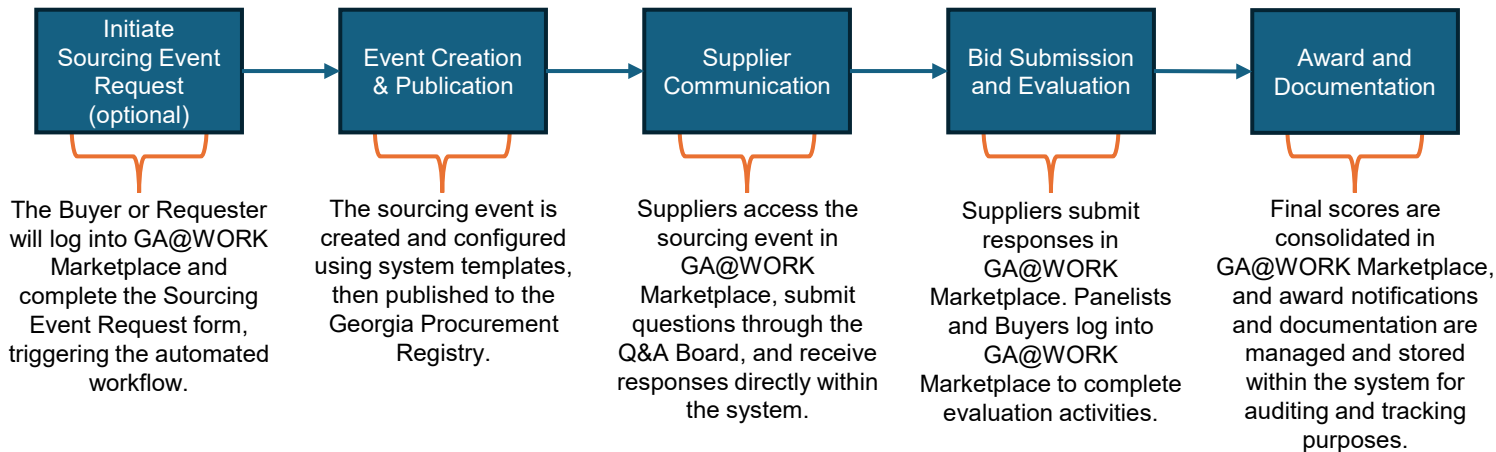 Initiate
Sourcing Event
Request
(optional)
Event Creation
& Publication
Supplier
Communication
Bid Submission
and Evaluation
Award and
Documentation
The Buyer or Requester
will log into GA@WORK
Marketplace and
complete the Sourcing
Event Request form,
triggering the automated
workflow.
The sourcing event is
created and configured
using system templates,
then published to the
Georgia Procurement
Registry.
Suppliers access the
sourcing event in
GA@WORK
Marketplace, submit
questions through the
Q&A Board, and receive
responses directly within
the system.
Suppliers submit
responses in
GA@WORK
Marketplace. Panelists
and Buyers log into
GA@WORK
Marketplace to complete
evaluation activities.
Final scores are
consolidated in
GA@WORK Marketplace,
and award notifications
and documentation are
managed and stored
within the system for
auditing and tracking
purposes.